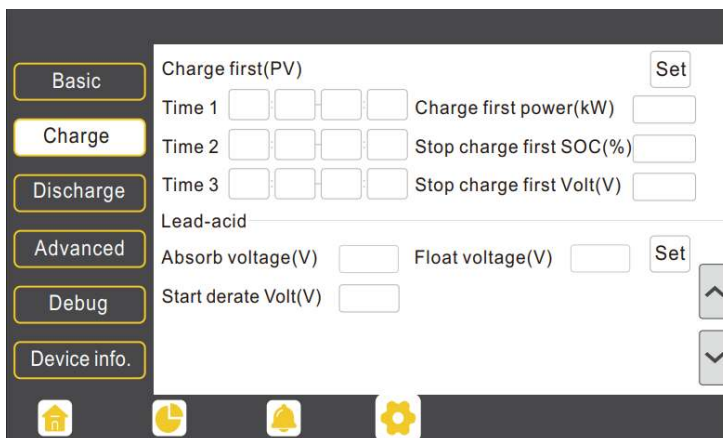 Basic
Charge
Discharge
Advanced
Debug
Device info.
Charge first(PV)
Set
Time 1 : - : Charge first power(kW)
Time 2 : - : Stop charge first SOC(%)
Time 3 : - : Stop charge first Volt(V)
Lead-acid
Absorb voltage(V) Float voltage(V) Set
Start derate Volt(V)